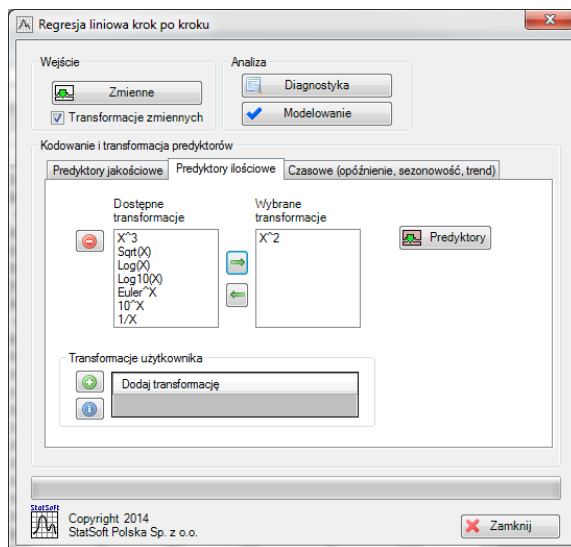 Regresja liniowa krok po kroku
Wejście
Zmienne
Transformacje zmiennych
Analiza
Diagnostyka
Modelowanie
Kodowanie i transformacja predyktorów
Predyktory jakościowe
Predyktory ilościowe
Czasowe (opóźnienie, sezonowość, trend)
Dostępne
transformacje
X^3
Sqrt(X)
Log(X)
Log10(X)
Euler^X
10^X
1/X
Wybrane
transformacje
X^2
Predyktory
Transformacje użytkownika
Dodaj transformację
StatSoft
Copyright 2014
StatSoft Polska Sp. z o.o.
Zamknij